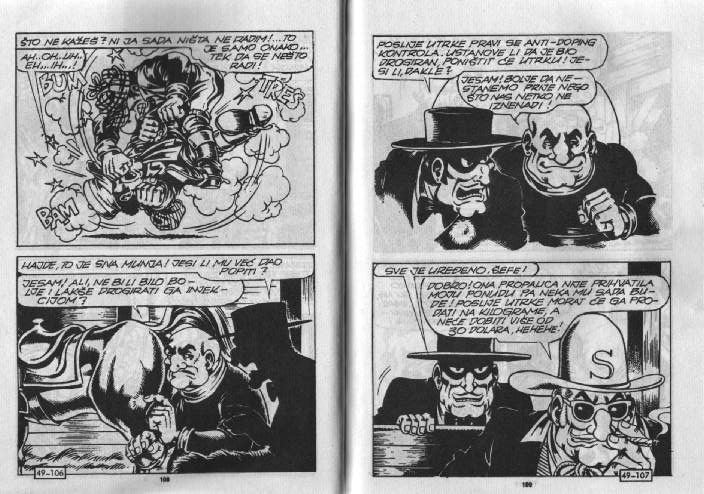 ŠTO NE KAŽEŠ? NI JA SADA NIŠTA NE RADIM!...TO
JE SAMO ONAKO...
TEK DA SE NEŠTO
RADI!
AH..OH..UH..
EH...IH...!
BUM
TRES
BAM
HAJDE, TO JE SVA MUNJA! JESI LI MU VEĆ DAO
POPITI?
JESAM! ALI, NE BI LI BILO BO-
LJE I LAKŠE DROGIRATI GA INJEK-
CIJOM?
49-106
108
POSLIJE UTRKE PRAVI SE ANTI-DOPING
KONTROLA. USTANOVE LI DA JE BIO
DROGIRAN, PONIŠTIT ĆE UTRKU! JE-
SI LI, DAKLE?
JESAM! BOLJE DA NE-
STANEMO PRIJE NEGO
ŠTO NAS NETKO NE
IZNENADI!
SVE JE UREĐENO, ŠEFE!
DOBRO! ONA PROPALICA NIJE PRIHVATILA
MOJU PONUDU PA NEKA MU SADA BU-
DE! POSLIJE UTRKE MORAT ĆE GA PRO-
DATI NA KILOGRAME, A
NEĆE DOBITI VIŠE OD
30 DOLARA, HEHEHE!
S
49-107
109